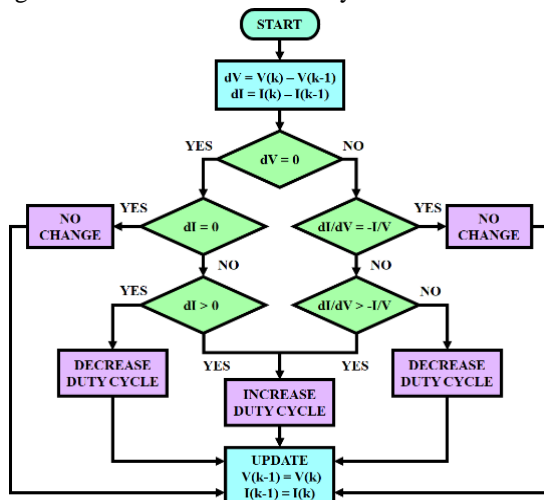 START
dV = V(k) – V(k-1)
dI = I(k) – I(k-1)
YES
NO
dV = 0
YES
YES
NO
CHANGE
dI = 0
dI/dV = -I/V
NO
CHANGE
NO
NO
YES
NO
dI > 0
dI/dV > -I/V
DECREASE
DUTY CYCLE
YES
YES
DECREASE
DUTY CYCLE
INCREASE
DUTY CYCLE
UPDATE
V(k-1) = V(k)
I(k-1) = I(k)